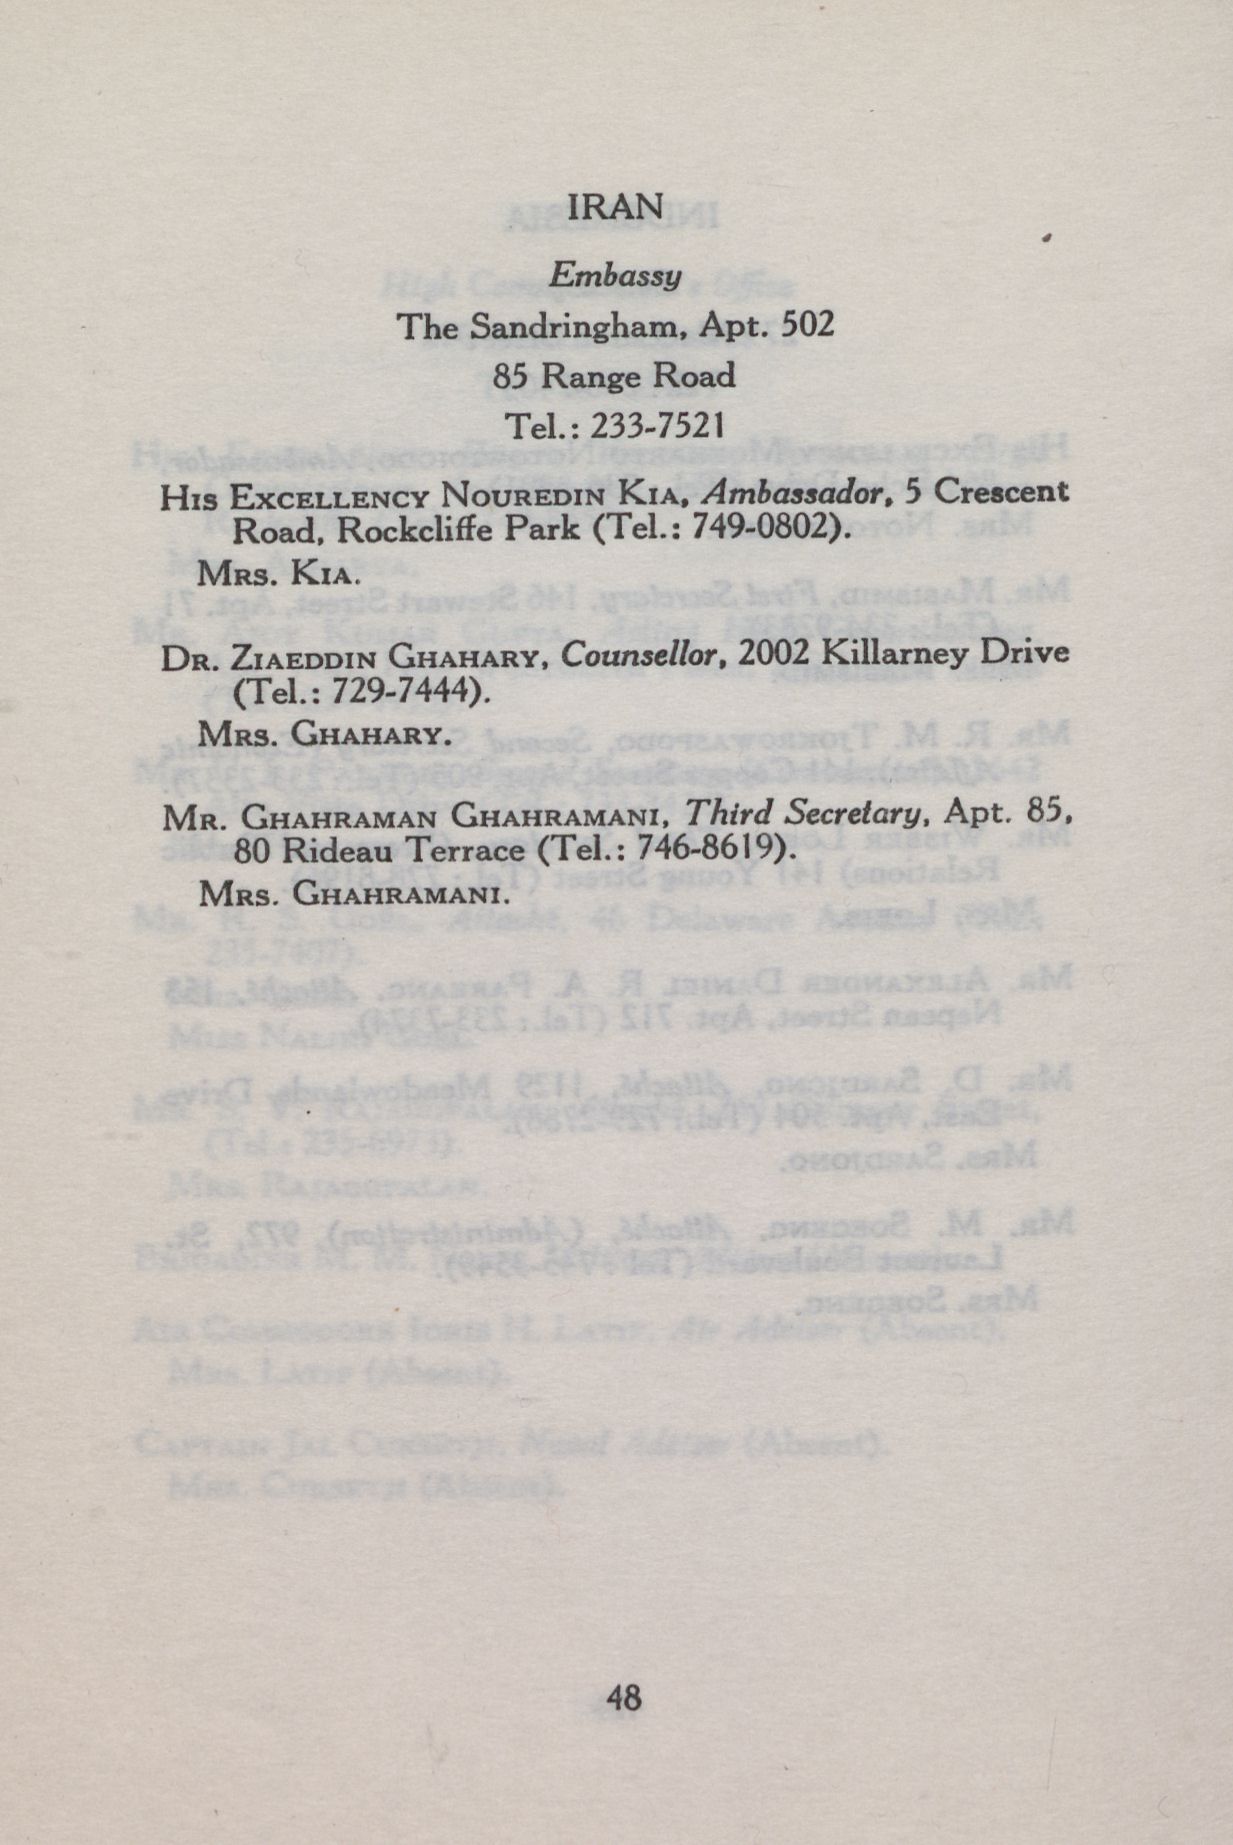 IRAN
Embassy
The Sandringham, Apt. 502
85 Range Road
Tel.: 233-7521
His Excellency Nouredin Kia, Ambassador, 5 Crescent
Road, Rockcliffe Park (Tel.: 749-0802).
Mrs. Kia.
Dr. Ziaeddin Ghahary, Counsellor, 2002 Killarney Drive
(Tel.: 729-7444).
Mrs. Ghahary.
Mr. Ghahraman Ghahramani, Third Secretary, Apt. 85,
80 Rideau Terrace (Tel.: 746-8619).
Mrs. Ghahramani.
48